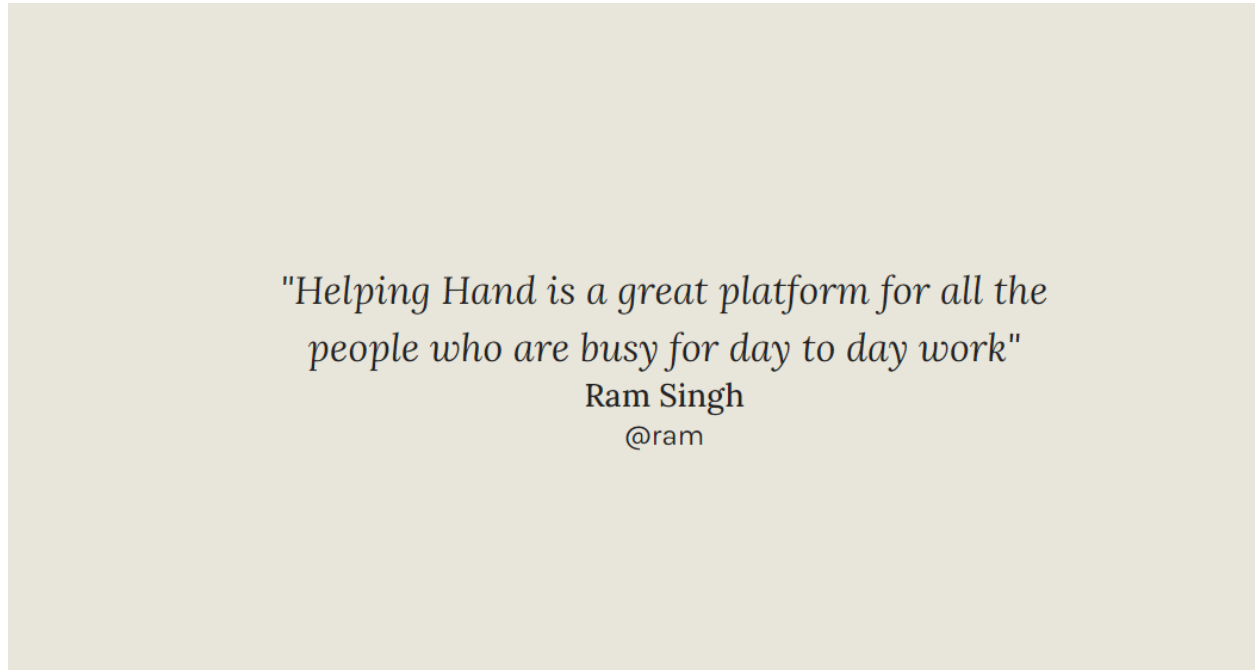 "Helping Hand is a great platform for all the
people who are busy for day to day work"
Ram Singh
@ram